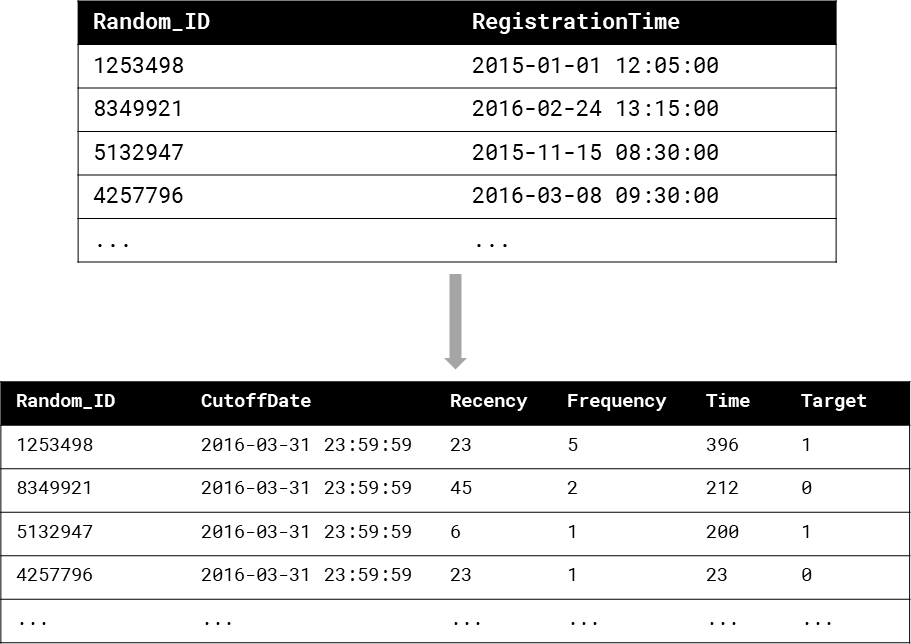 Random_ID RegistrationTime
1253498 2015-01-01 12:05:00
8349921 2016-02-24 13:15:00
5132947 2015-11-15 08:30:00
4257796 2016-03-08 09:30:00
... ...
Random_ID CutoffDate Recency Frequency Time Target
1253498 2016-03-31 23:59:59 23 5 396 1
8349921 2016-03-31 23:59:59 45 2 212 0
5132947 2016-03-31 23:59:59 6 1 200 1
4257796 2016-03-31 23:59:59 23 1 23 0
... ... ... ... ... ...